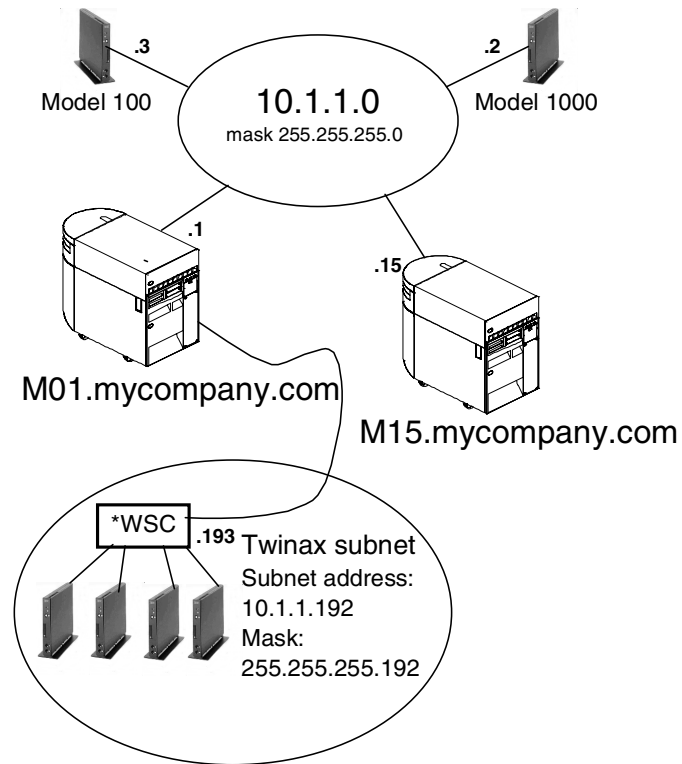 .3
.2
Model 100
10.1.1.0
Model 1000
mask 255.255.255.0
.1
.15
M01.mycompany.com
M15.mycompany.com
*WSC
.193
Twinax subnet
Subnet address:
10.1.1.192
Mask:
255.255.255.192